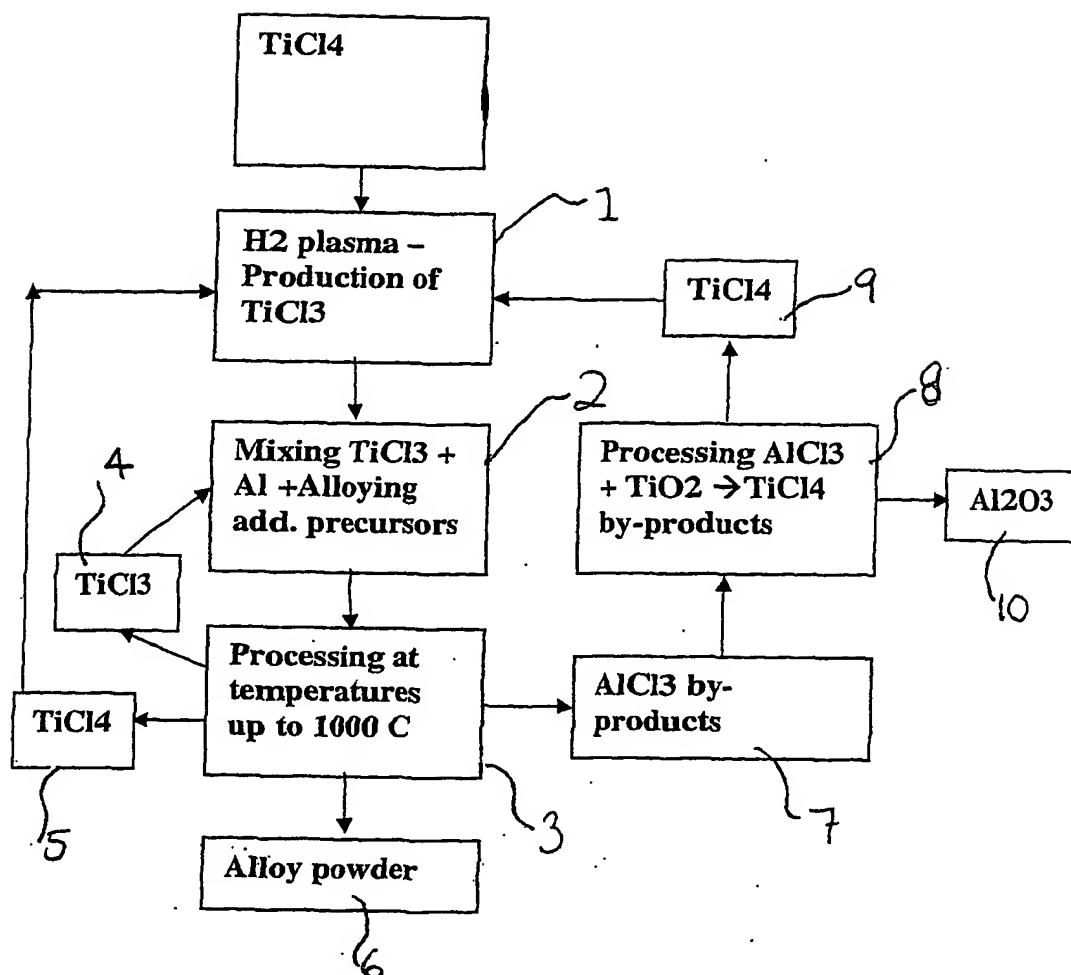 TiCl4
1
H2 plasma –
Production of
TiCl3
TiCl4
9
2
Mixing TiCl3 +
Al +Alloying
add. precursors
8
Processing AlCl3
+ TiO2 → TiCl4
by-products
Al2O3
10
4
TiCl3
Processing at
temperatures
up to 1000 C
3
AlCl3 by-
products
7
TiCl4
5
Alloy powder
6